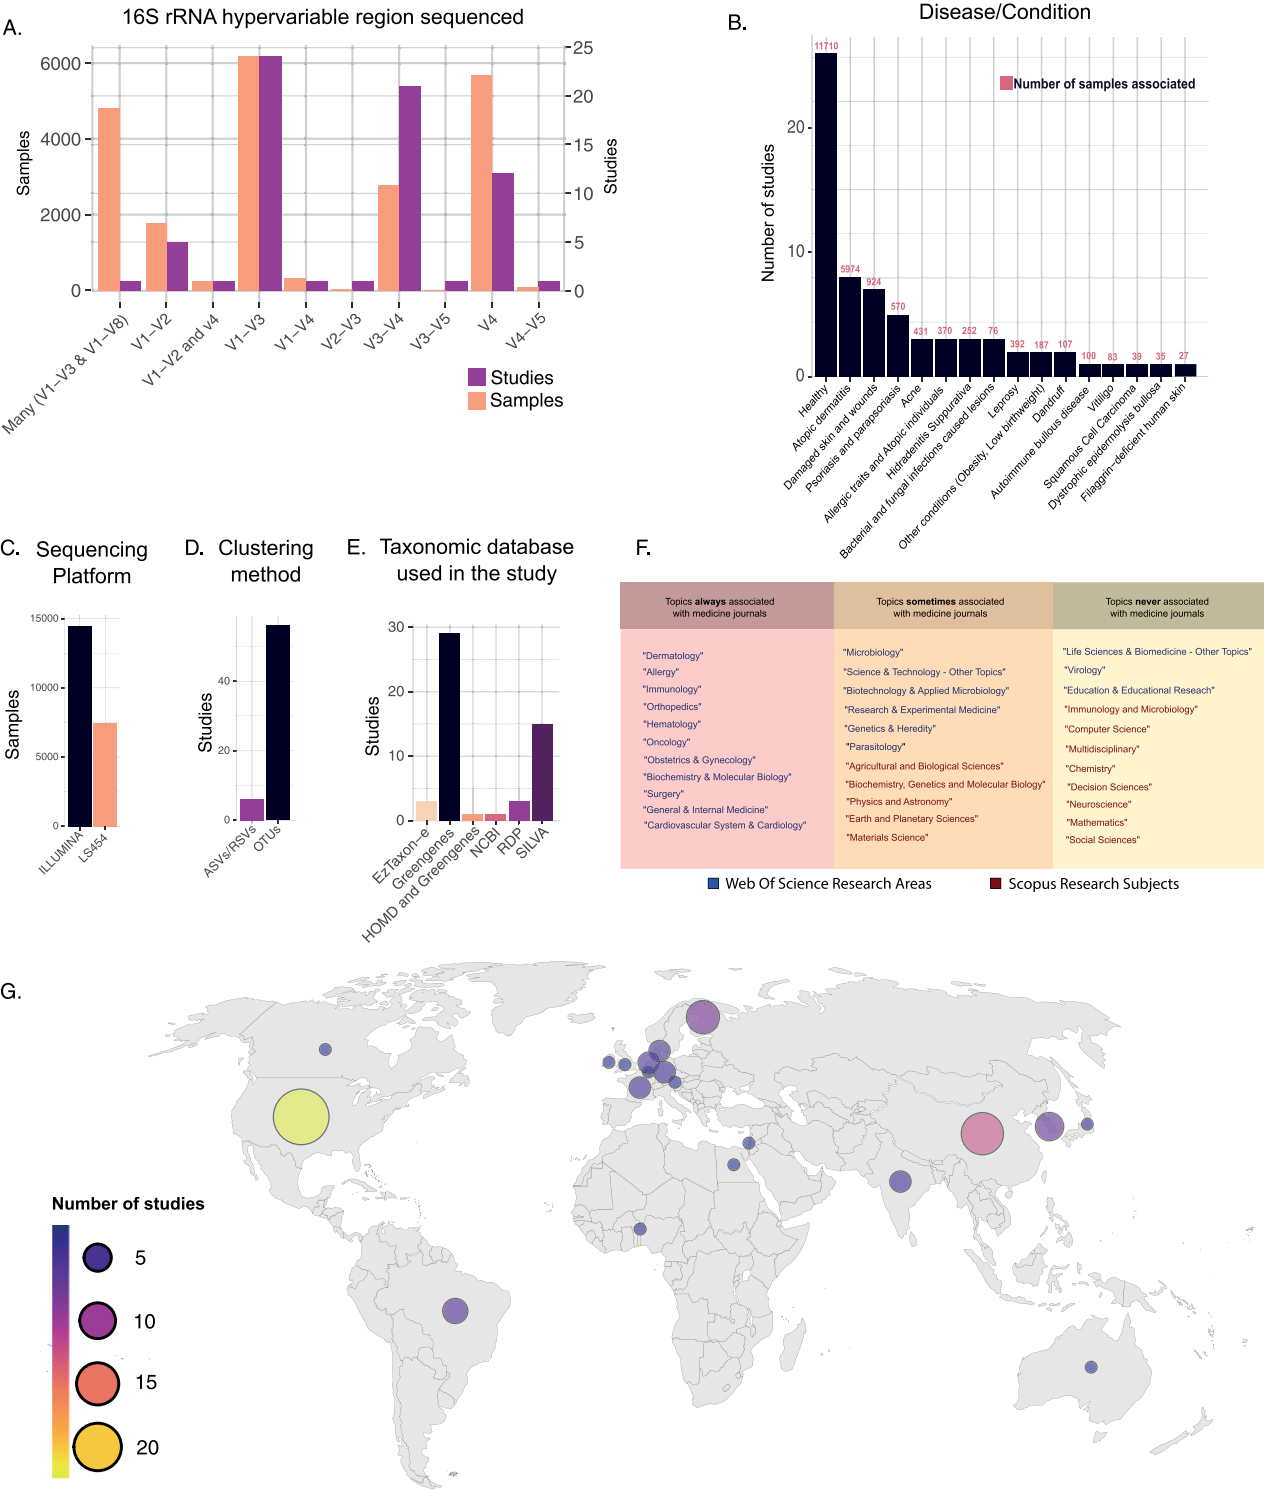 A.
16S rRNA hypervariable region sequenced
Samples
6000
4000
2000
0
25
20
15
10
5
0
Studies
Many (V1–V3 & V1–V8)
V1–V2
V1–V2 and v4
V1–V3
V1–V4
V2–V3
V3–V4
V3–V5
V4
V4–V5
Studies
Samples
B.
Disease/Condition
Number of samples associated
Number of studies
20
10
0
11710
5974
924
570
431
370
252
76
392
187
107
100
83
39
35
27
Healthy
Atopic dermatitis
Damaged skin and wounds
Psoriasis and parapsoriasis
Acne
Allergic traits and Atopic individuals
Hidradenitis Suppurativa
Bacterial and fungal infections caused lesions
Leprosy
Other conditions (Obesity, Low birthweight)
Dandruff
Autoimmune bullous disease
Vitiligo
Squamous Cell Carcinoma
Dystrophic epidermolysis bullosa
Filaggrin–deficient human skin
C.
Sequencing
Platform
Samples
15000
10000
5000
0
ILLUMINA
LS454
D.
Clustering
method
Studies
40
20
0
ASVs/RSVs
OTUs
E.
Taxonomic database
used in the study
Studies
30
20
10
0
EzTaxon–e
Greengenes
HOMD and Greengenes
NCBI
RDP
SILVA
F.
Topics always associated
with medicine journals
"Dermatology"
"Allergy"
"Immunology"
"Orthopedics"
"Hematology"
"Oncology"
"Obstetrics & Gynecology"
"Biochemistry & Molecular Biology"
"Surgery"
"General & Internal Medicine"
"Cardiovascular System & Cardiology"
Topics sometimes associated
with medicine journals
"Microbiology"
"Science & Technology - Other Topics"
"Biotechnology & Applied Microbiology"
"Research & Experimental Medicine"
"Genetics & Heredity"
"Parasitology"
"Agricultural and Biological Sciences"
"Biochemistry, Genetics and Molecular Biology"
"Physics and Astronomy"
"Earth and Planetary Sciences"
"Materials Science"
Topics never associated
with medicine journals
"Life Sciences & Biomedicine - Other Topics"
"Virology"
"Education & Educational Reseach"
"Immunology and Microbiology"
"Computer Science"
"Multidisciplinary"
"Chemistry"
"Decision Sciences"
"Neuroscience"
"Mathematics"
"Social Sciences"
Web Of Science Research Areas
Scopus Research Subjects
G.
Number of studies
5
10
15
20